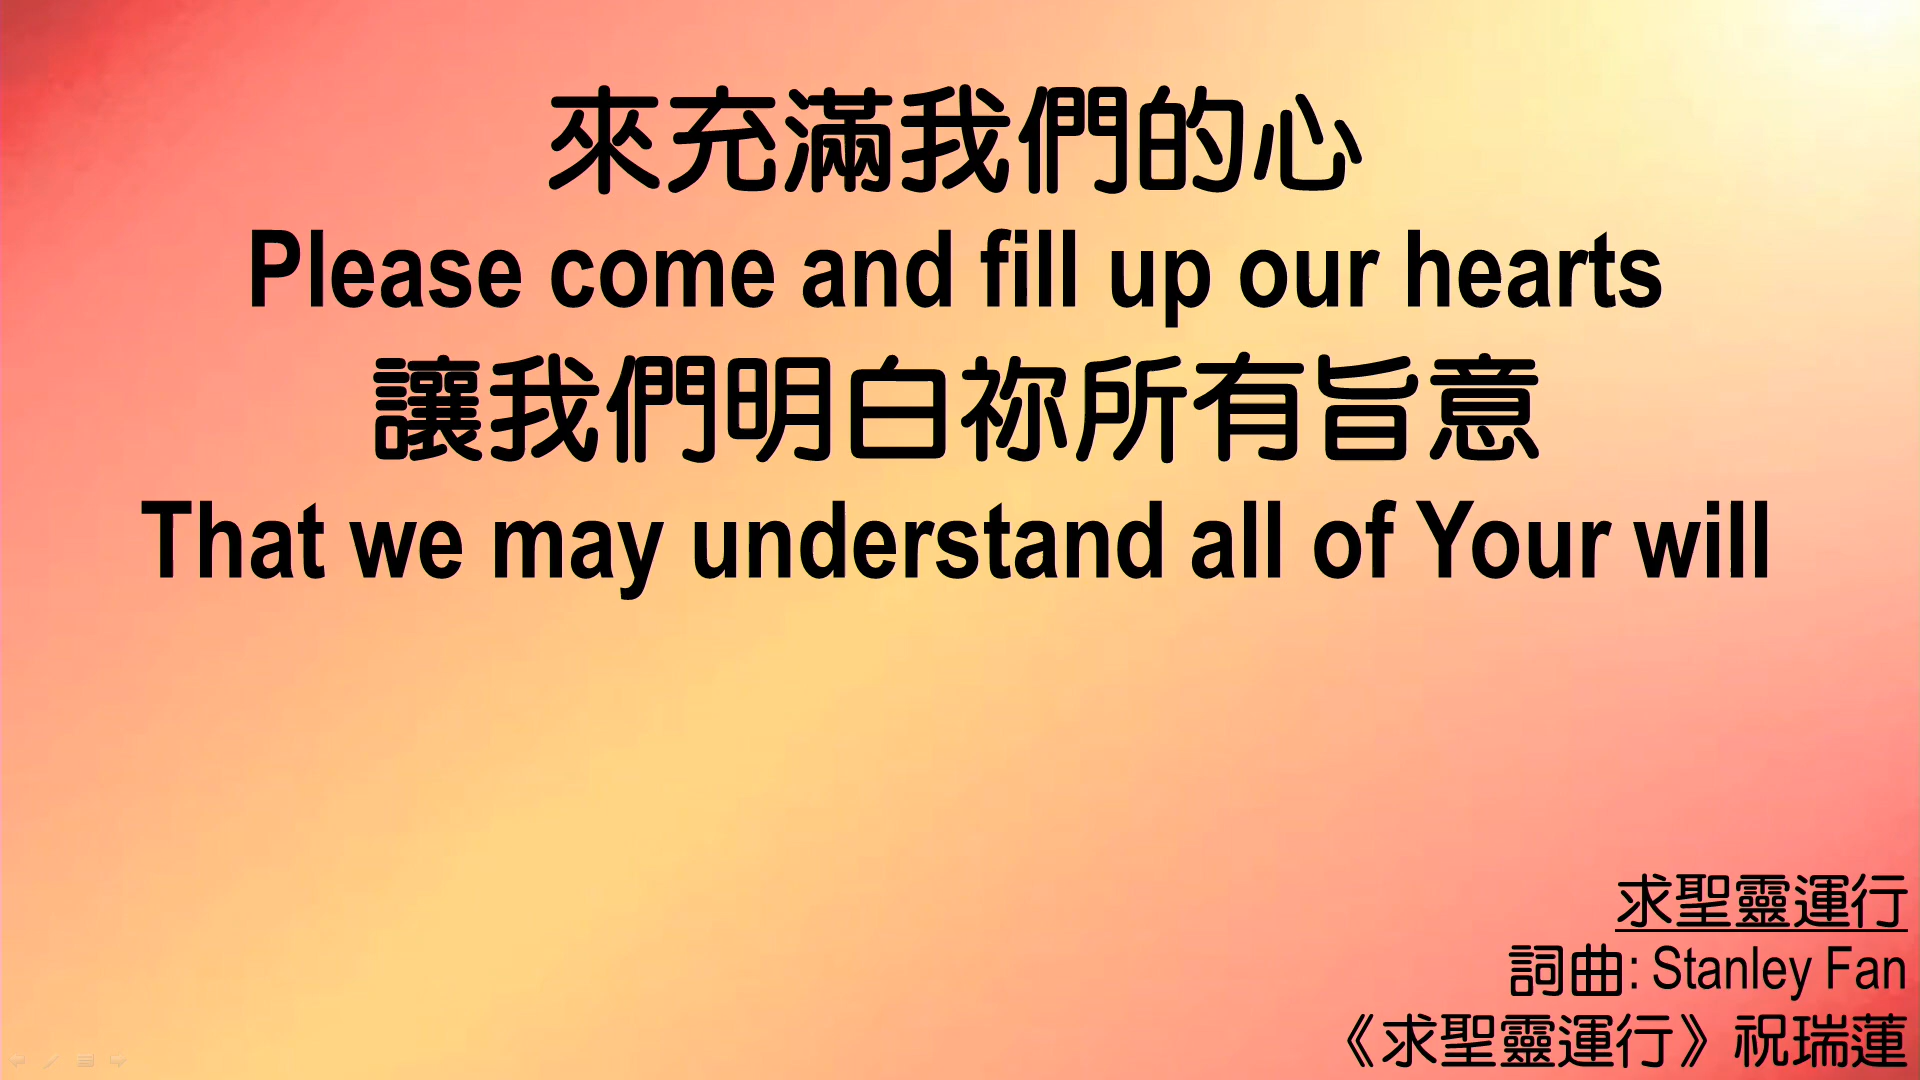 來充滿我們的心
Please come and fill up our hearts
讓我們明白祢所有旨意
That we may understand all of Your will
求聖靈運行
詞曲: Stanley Fan
《求聖靈運行》祝瑞蓮